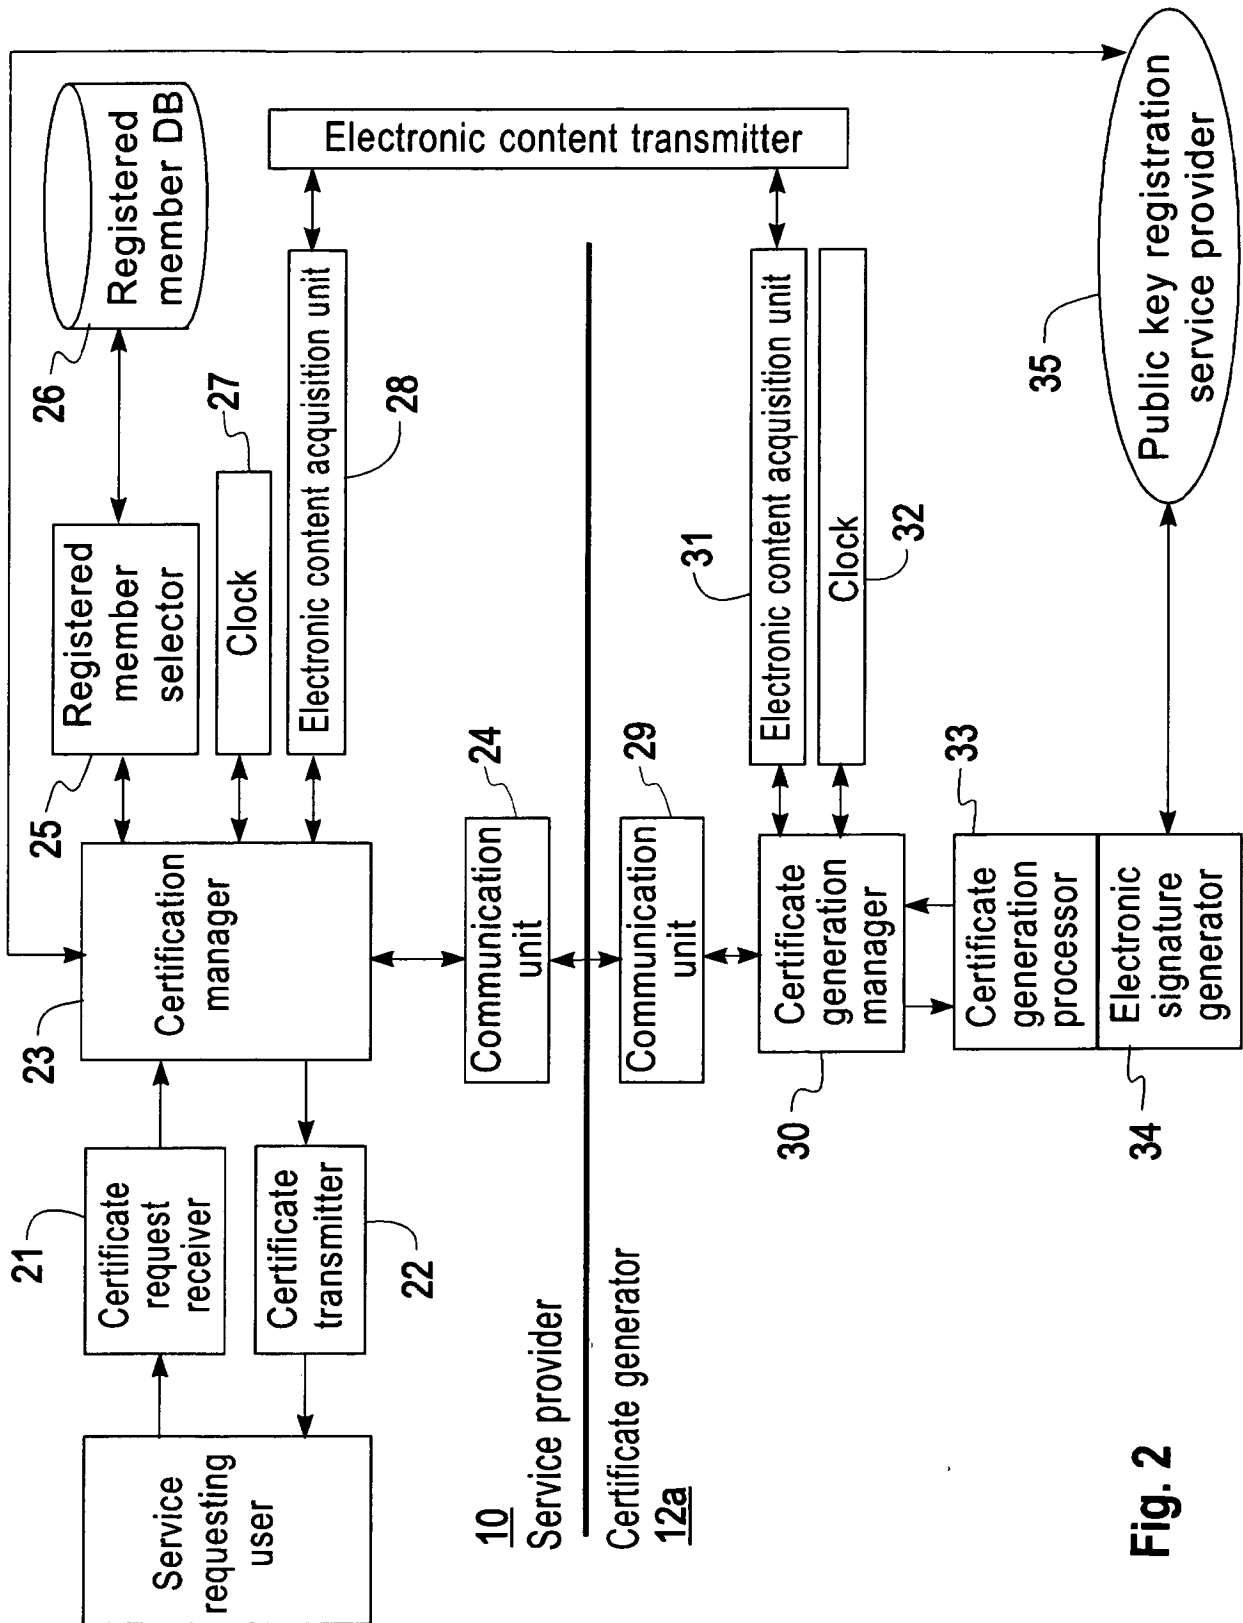 Service
requesting
user
21
Certificate
request
receiver
Certificate
transmitter
22
23
Certification
manager
25
Registered
member
selector
26
Registered
member DB
27
Clock
Electronic content acquisition unit
28
Electronic content transmitter
24
Communication
unit
10
Service provider
Certificate generator
12a
29
Communication
unit
30
Certificate
generation
manager
31
Electronic content acquisition unit
Clock
32
33
Certificate
generation
processor
Electronic
signature
generator
34
35
Public key registration
service provider
Fig. 2